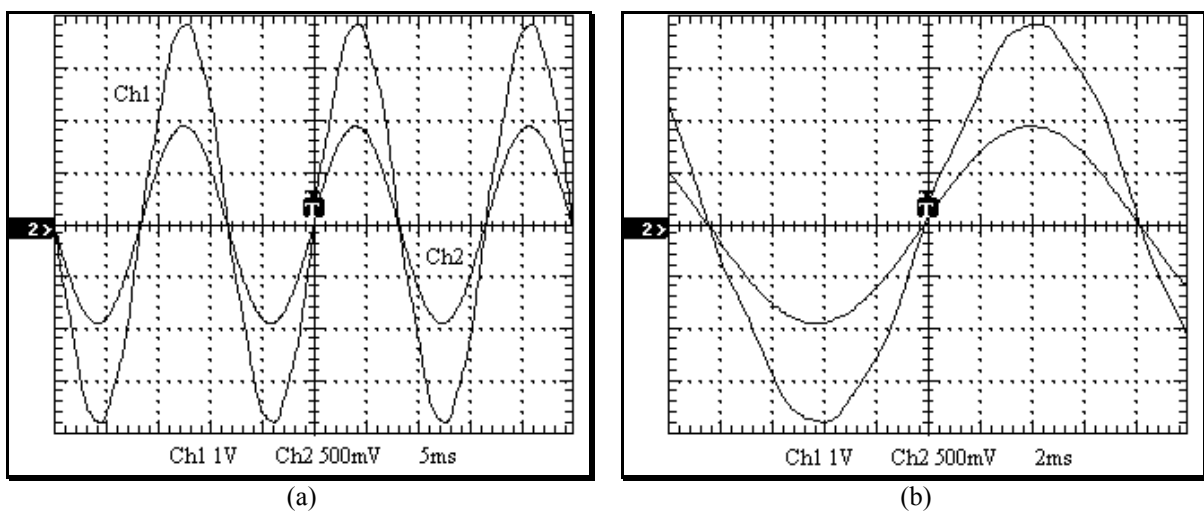 Ch1
T
2>
Ch2
Ch1 1V Ch2 500mV 5ms
(a)
T
2>
Ch1 1V Ch2 500mV 2ms
(b)